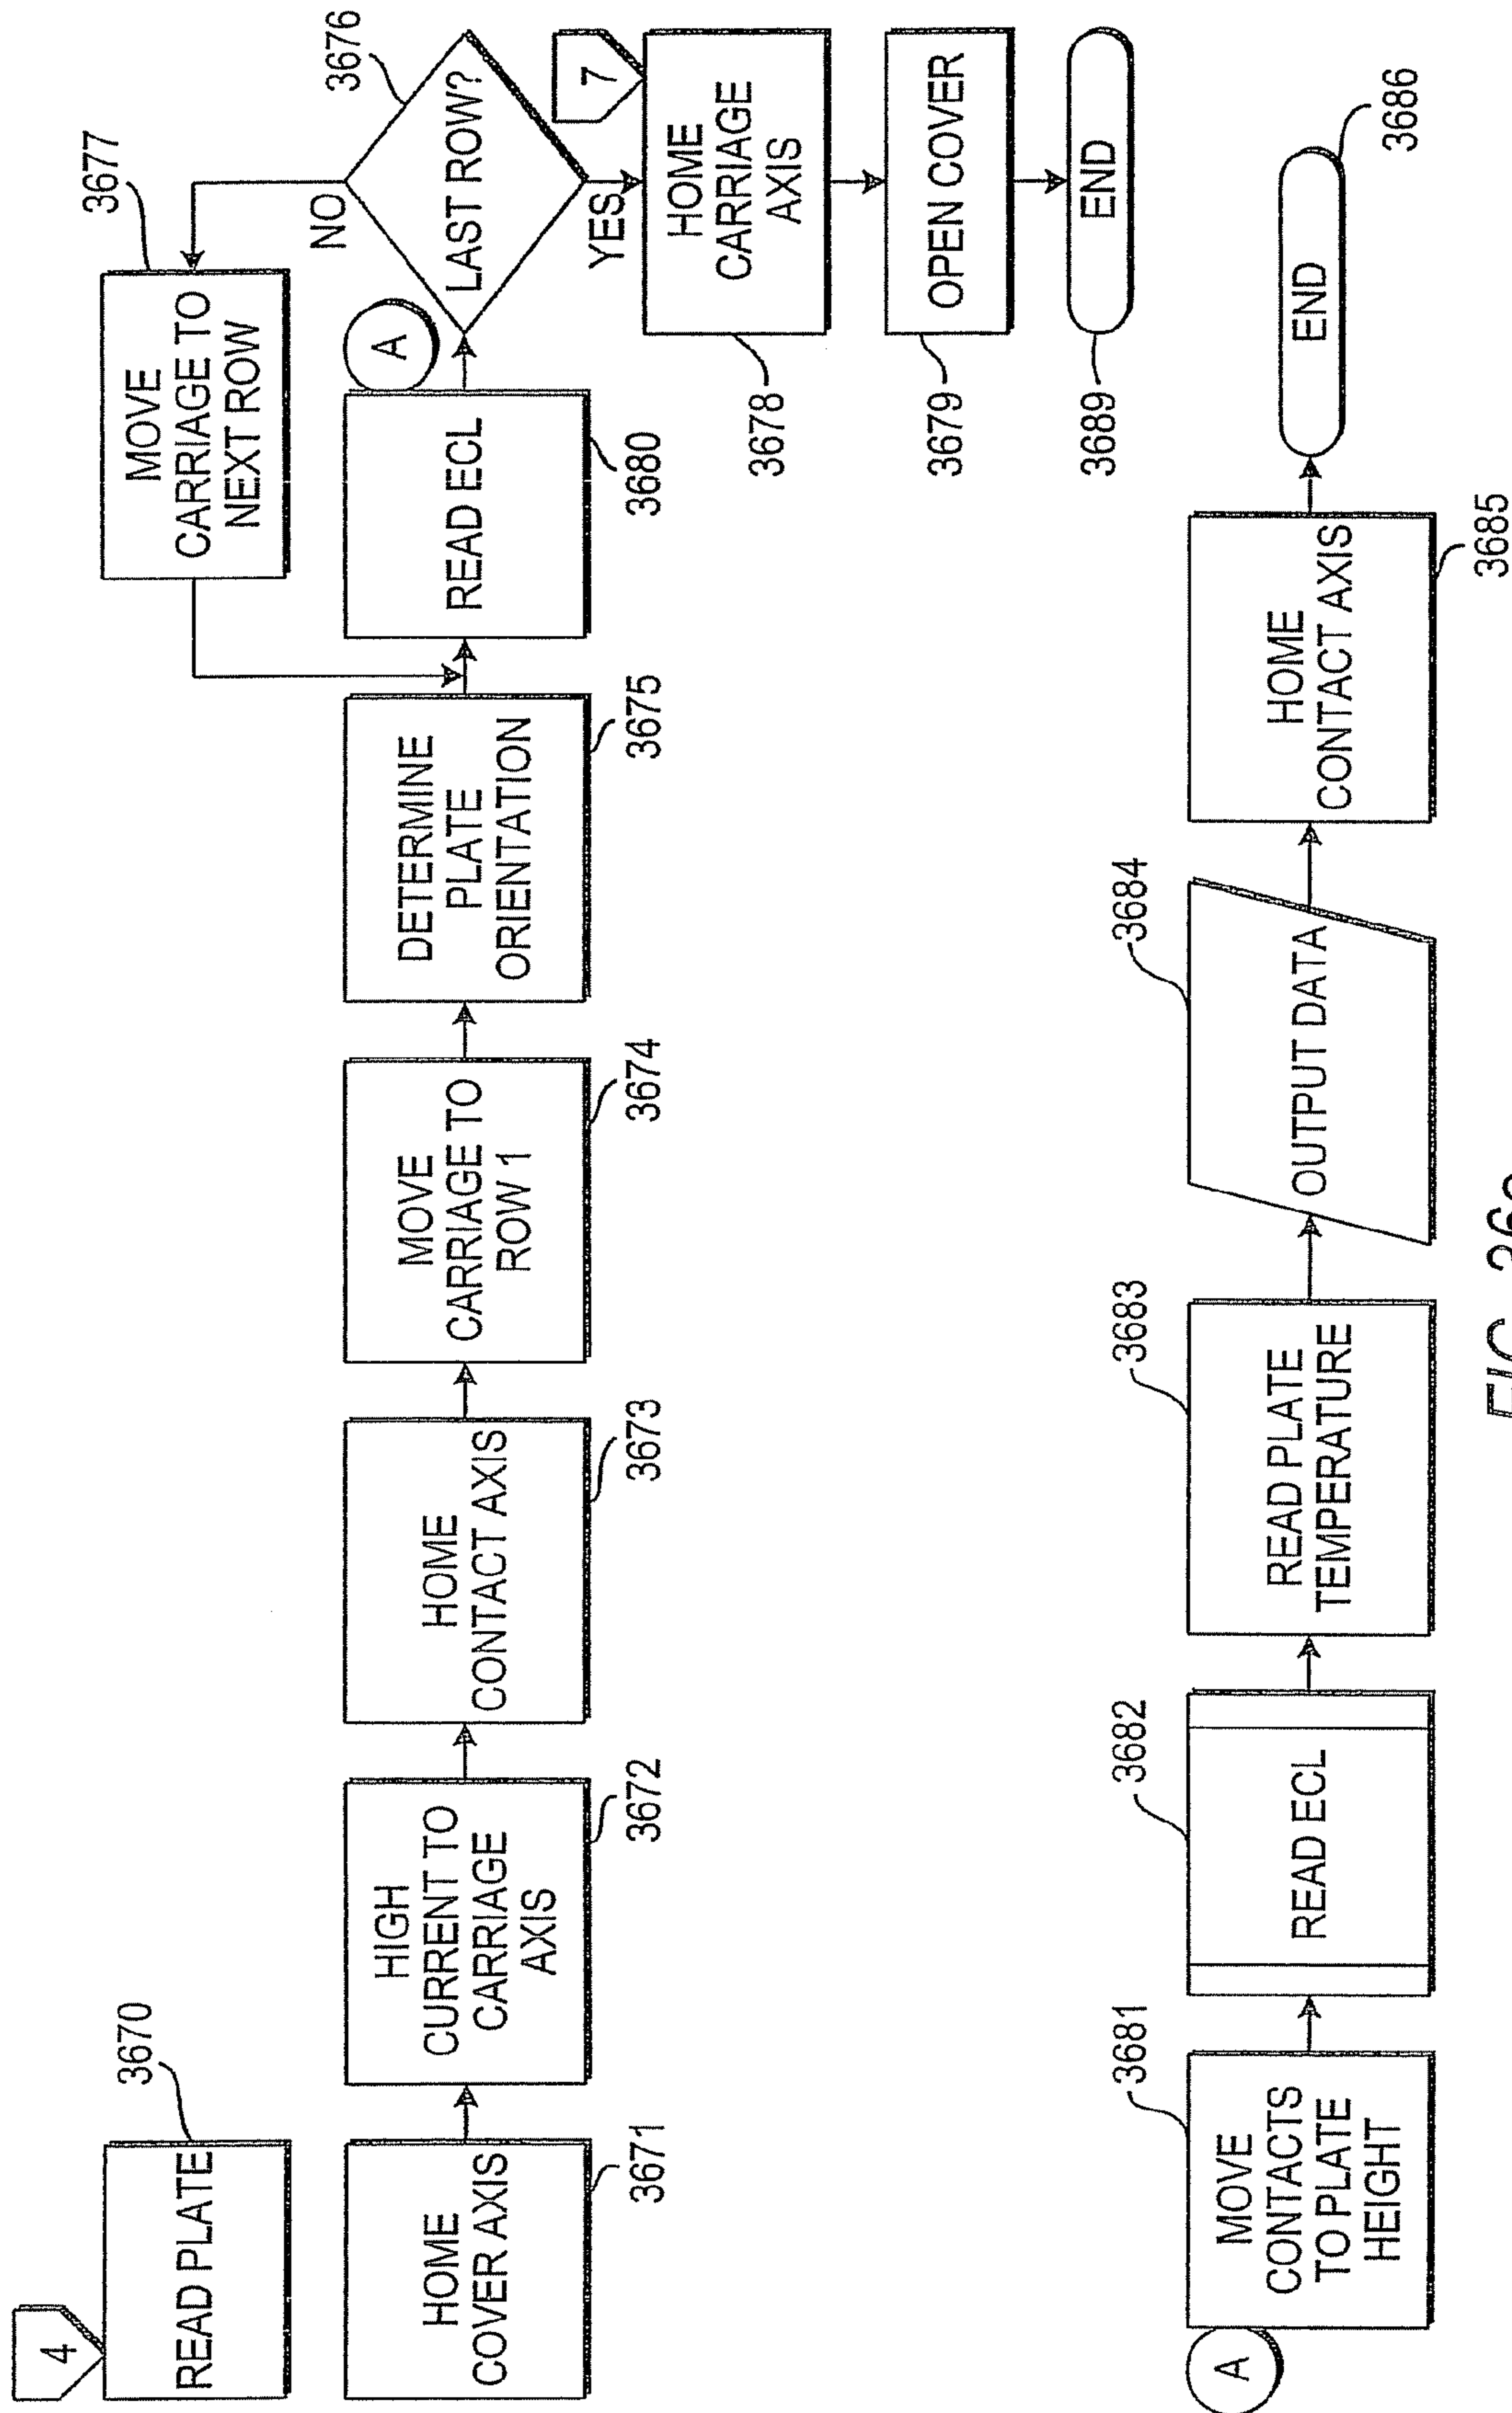 4
READ PLATE
3670
HOME
COVER AXIS
3671
HIGH
CURRENT TO
CARRIAGE
AXIS
3672
HOME
CONTACT AXIS
3673
MOVE
CARRIAGE TO
ROW 1
3674
DETERMINE
PLATE
ORIENTATION
3675
READ ECL
3680
A
LAST ROW?
3676
NO
MOVE
CARRIAGE TO
NEXT ROW
3677
YES
7
HOME
CARRIAGE
AXIS
3678
OPEN COVER
3679
END
3689
A
MOVE
CONTACTS
TO PLATE
HEIGHT
3681
READ ECL
3682
READ PLATE
TEMPERATURE
3683
OUTPUT DATA
3684
HOME
CONTACT AXIS
3685
END
3686